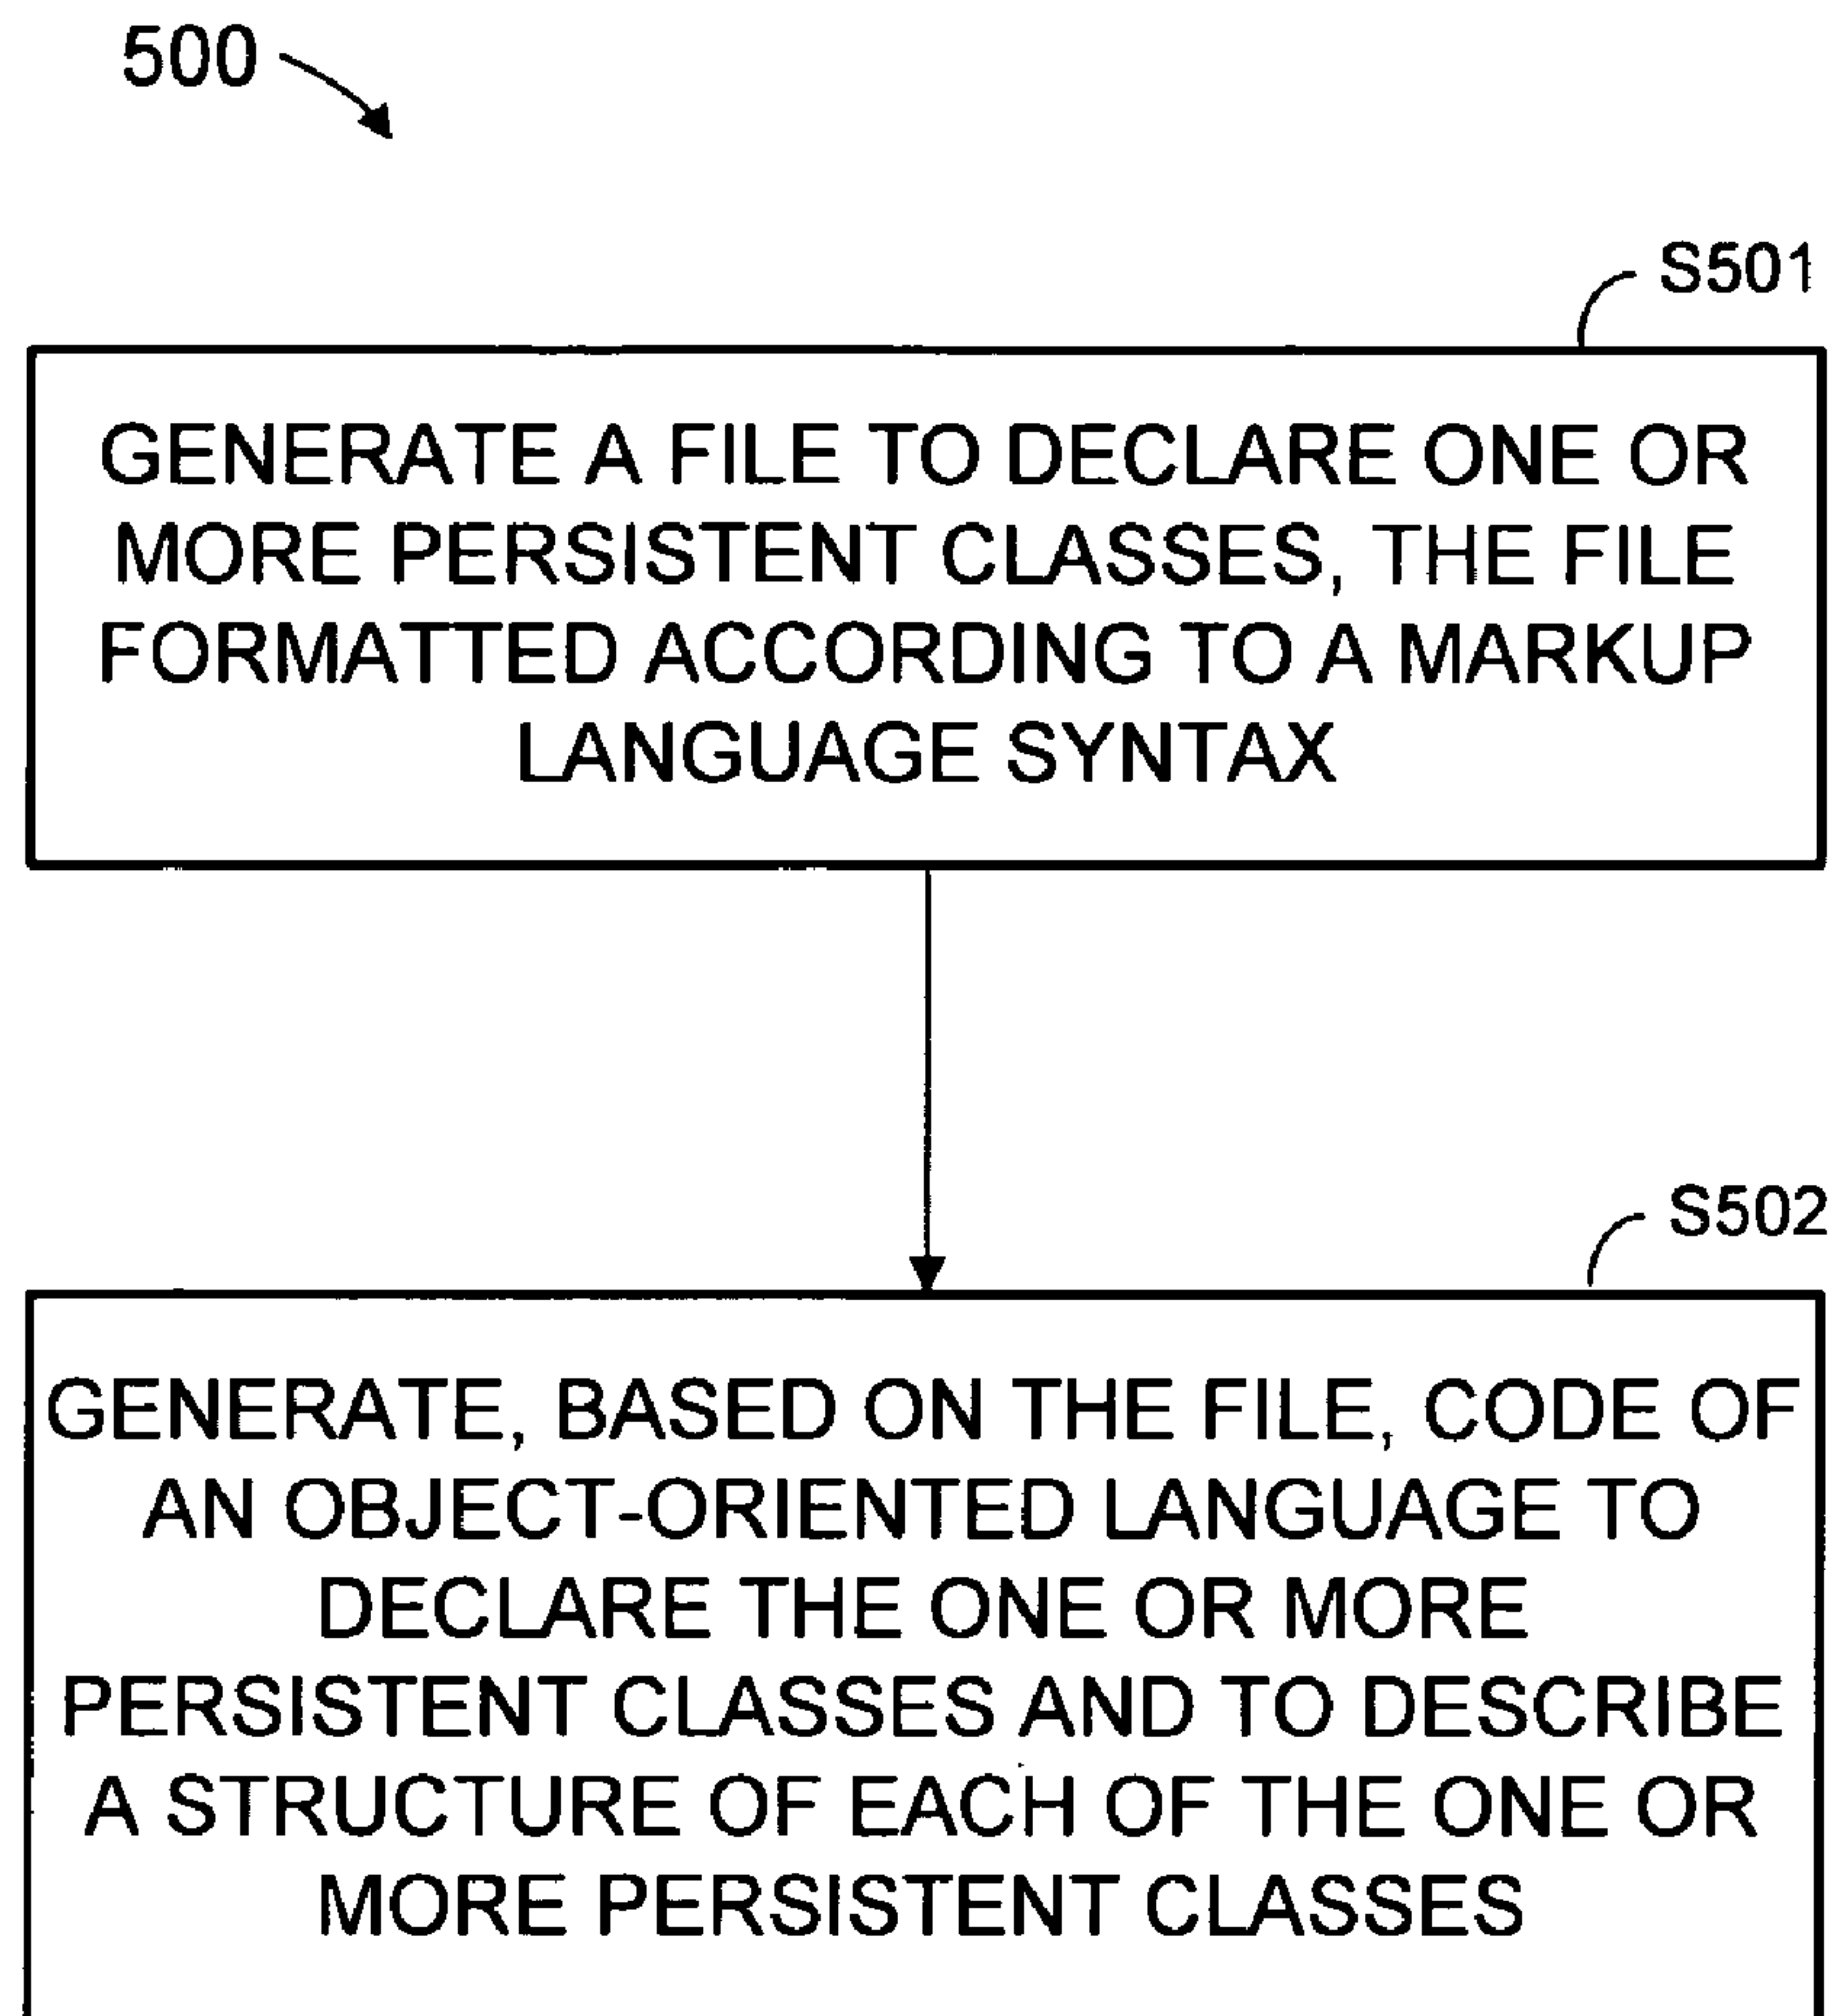 500
S501
GENERATE A FILE TO DECLARE ONE OR
MORE PERSISTENT CLASSES, THE FILE
FORMATTED ACCORDING TO A MARKUP
LANGUAGE SYNTAX
S502
GENERATE, BASED ON THE FILE, CODE OF
AN OBJECT-ORIENTED LANGUAGE TO
DECLARE THE ONE OR MORE
PERSISTENT CLASSES AND TO DESCRIBE
A STRUCTURE OF EACH OF THE ONE OR
MORE PERSISTENT CLASSES